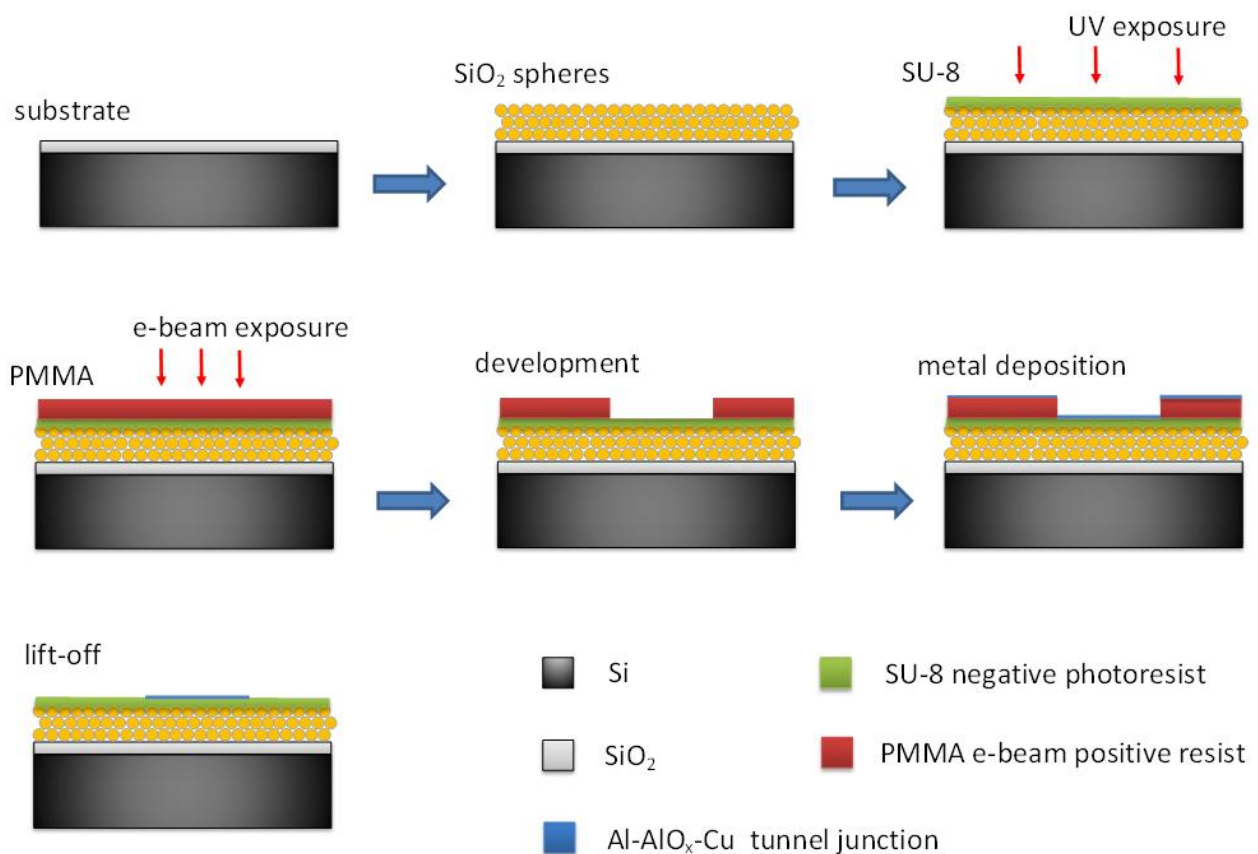 substrate
SiO₂ spheres
SU-8
UV exposure
PMMA
e-beam exposure
development
metal deposition
lift-off
Si
SU-8 negative photoresist
SiO₂
PMMA e-beam positive resist
Al-AlOₓ-Cu tunnel junction